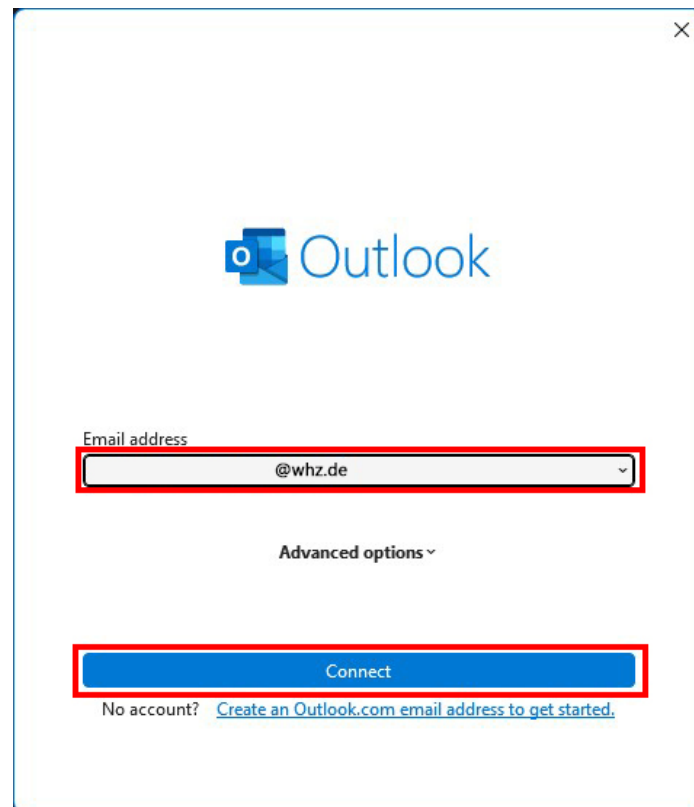 Outlook
Email address
@whz.de
Advanced options
Connect
No account? Create an Outlook.com email address to get started.